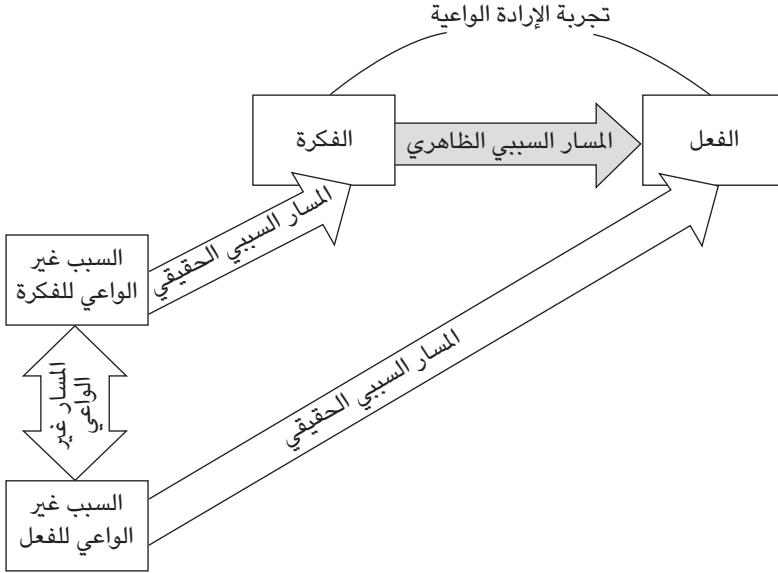 تجربة الإرادة الواعية
الفكرة
المسار السببي الظاهري
الفعل
المسار السببي الحقيقي
السبب غير
الواعي للفكرة
المسار السببي الحقيقي
المسار غير
الواعي
السبب غير
الواعي للفعل